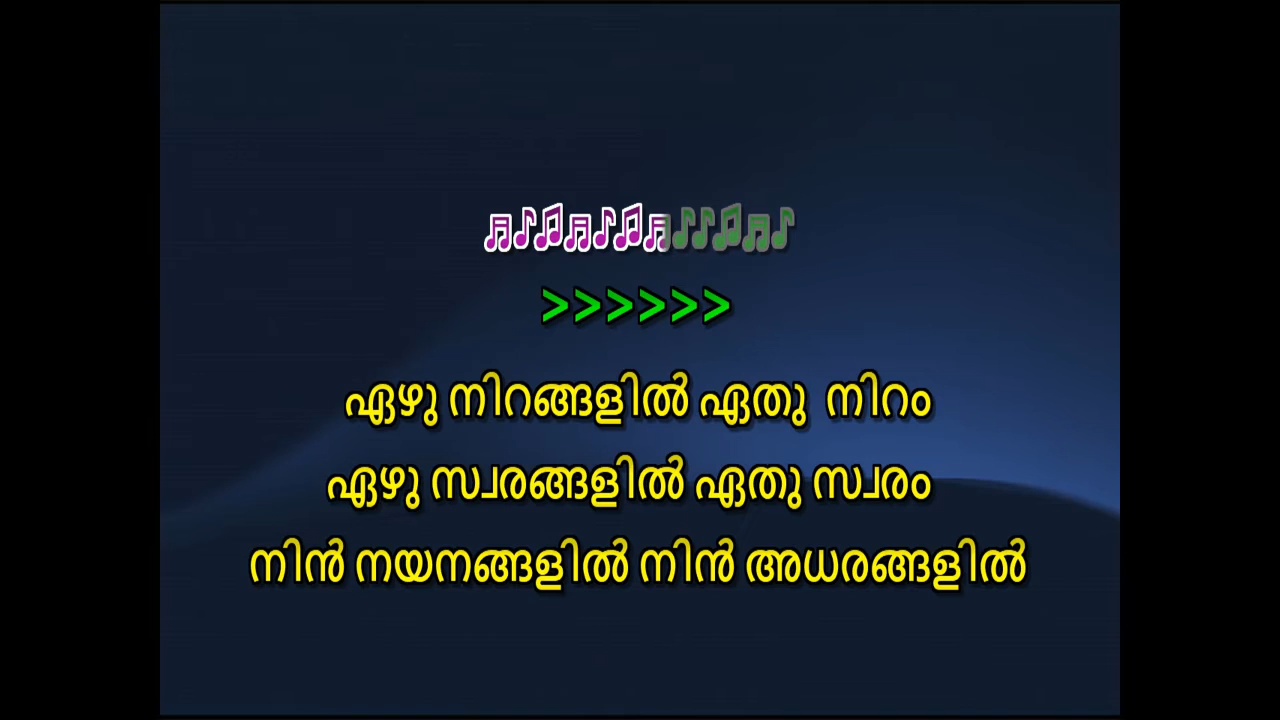 ♬♪♫♬♪♫♬♪♪♫♬♪
>>>>>>
ഏഴു നിറങ്ങളിൽ ഏതു നിറം
ഏഴു സ്വരങ്ങളിൽ ഏതു സ്വരം
നിൻ നയനങ്ങളിൽ നിൻ അധരങ്ങളിൽ